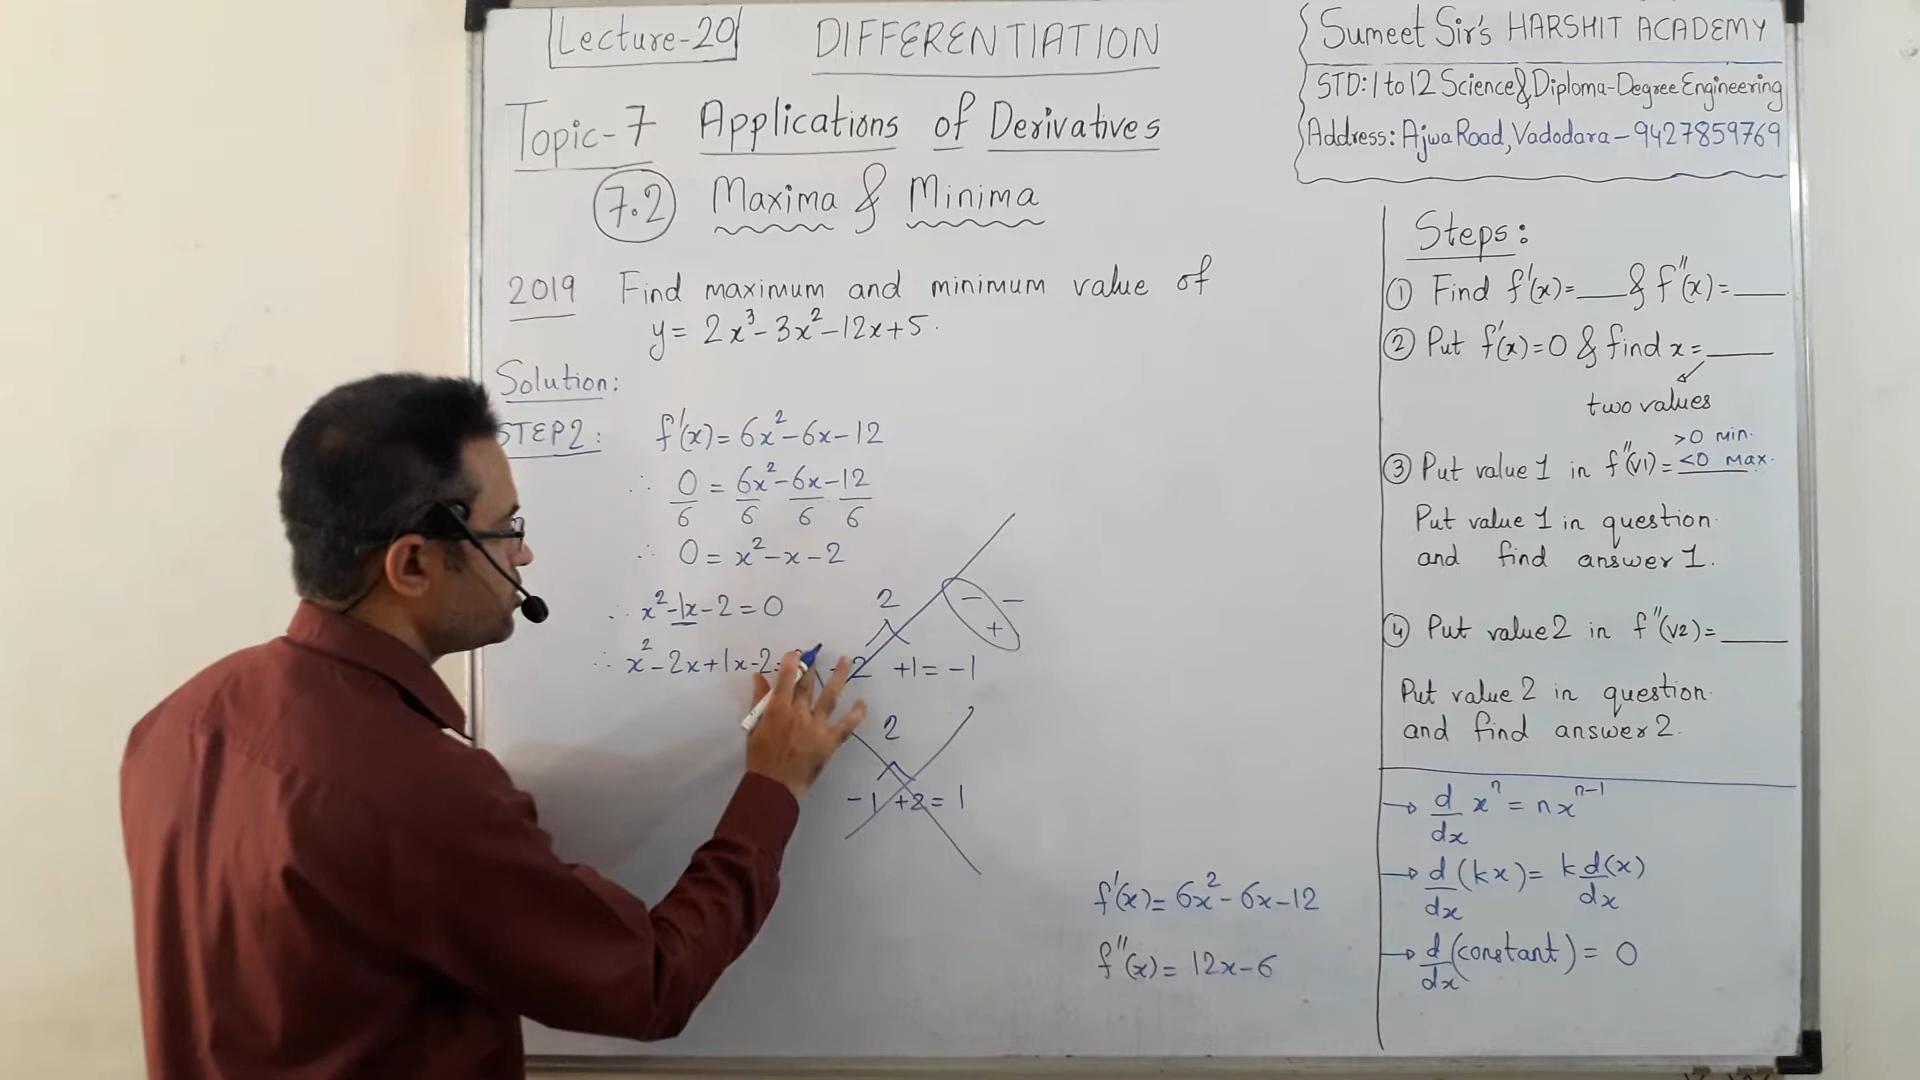 Lecture-20 DIFFERENTIATION
Topic-7 Applications of Derivatives
7.2 Maxima & Minima
2019 Find maximum and minimum value of
y = 2x³-3x²-12x+5.
Solution:
STEP2: f'(x)=6x²-6x-12
∴ 0/6 = 6x²/6 - 6x/6 - 12/6
∴ 0 = x²-x-2
∴ x²-1x-2=0
∴ x²-2x+1x-2=
2
- -
+
-2 +1 = -1
2
-1 +2 = 1
f'(x)= 6x²-6x-12
f''(x)= 12x-6
Sumeet Sir's HARSHIT ACADEMY
STD:1 to 12 Science & Diploma-Degree Engineering
Address: Ajwa Road, Vadodara - 9427859769
Steps:
① Find f'(x)=___ & f''(x)=___
② Put f'(x)=0 & find x=___
two values
>0 min.
③ Put value 1 in f''(v1)= <0 max.
Put value 1 in question
and find answer 1.
④ Put value 2 in f''(v2)=___
Put value 2 in question
and find answer 2.
→ d/dx xⁿ = nxⁿ⁻¹
→ d/dx (kx)= k d(x)/dx
→ d/dx (constant) = 0